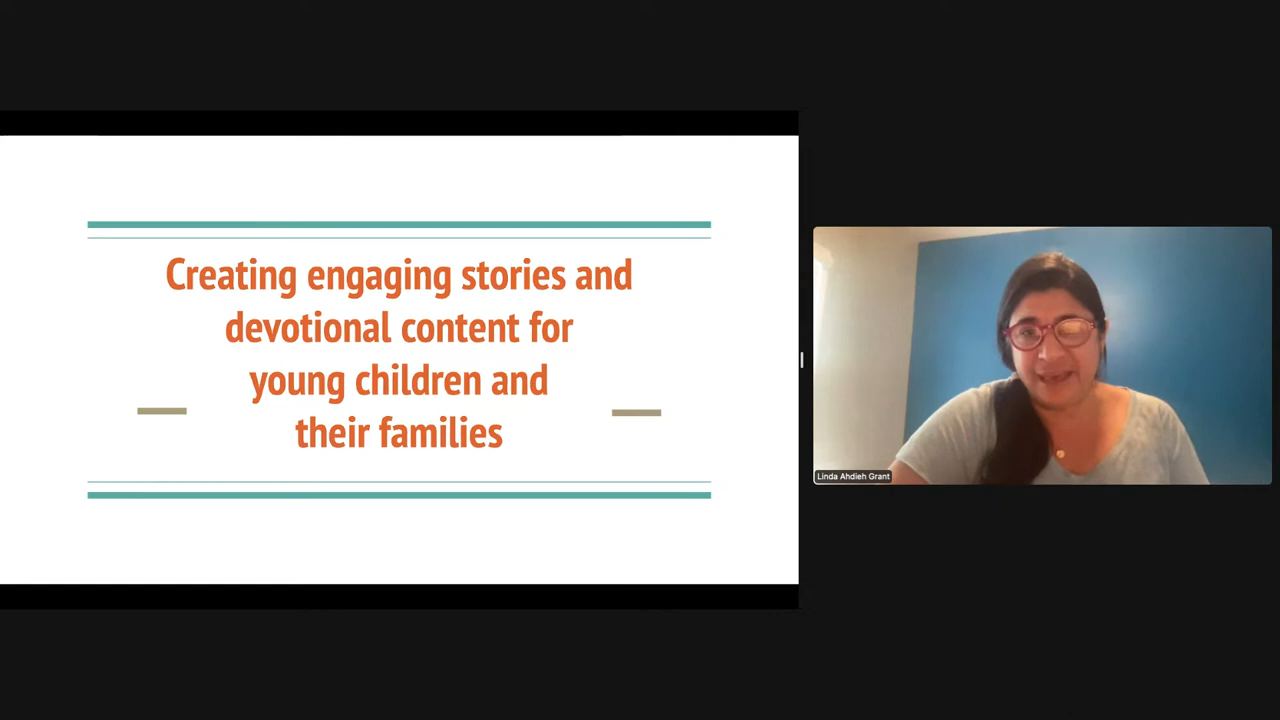 Creating engaging stories and
devotional content for
young children and
their families
Linda Ahdieh Grant